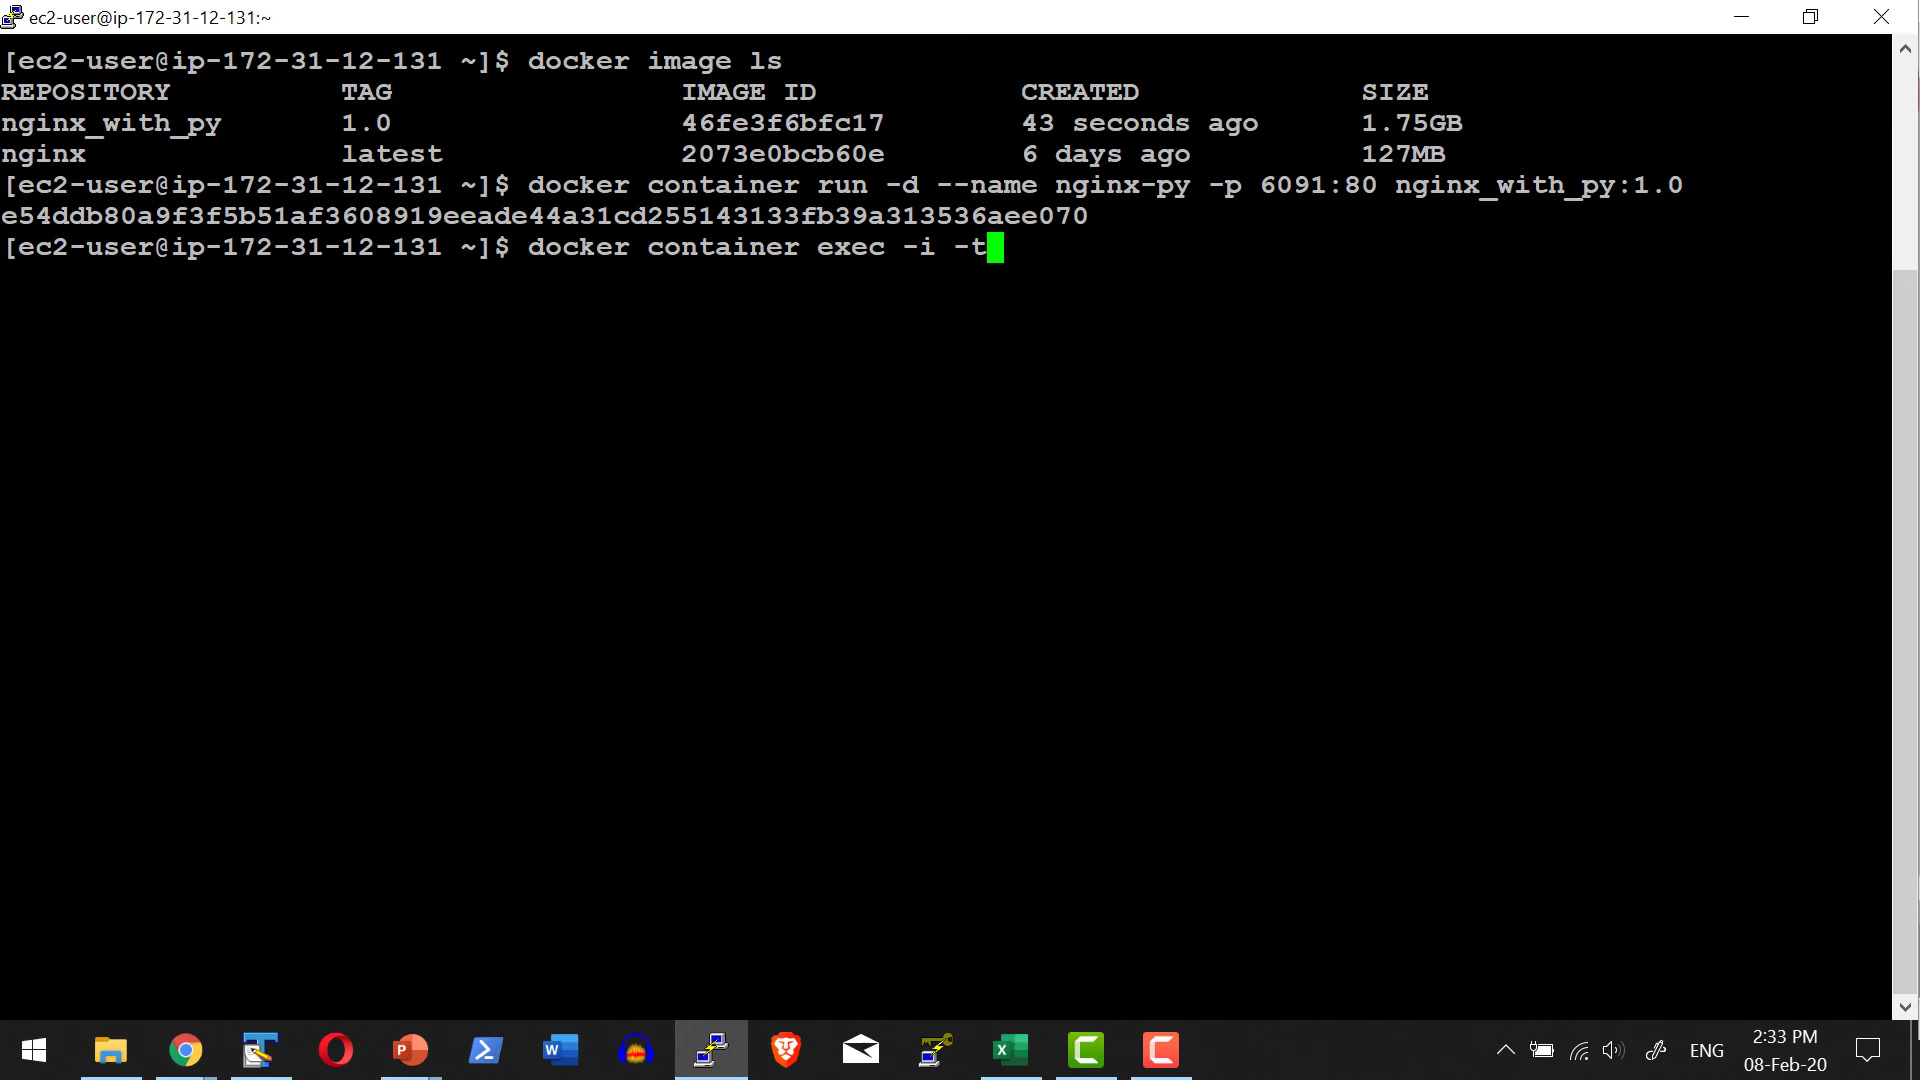 ec2-user@ip-172-31-12-131:~
[ec2-user@ip-172-31-12-131 ~]$ docker image ls
REPOSITORY TAG IMAGE ID CREATED SIZE
nginx_with_py 1.0 46fe3f6bfc17 43 seconds ago 1.75GB
nginx latest 2073e0bcb60e 6 days ago 127MB
[ec2-user@ip-172-31-12-131 ~]$ docker container run -d --name nginx-py -p 6091:80 nginx_with_py:1.0
e54ddb80a9f3f5b51af3608919eeade44a31cd255143133fb39a313536aee070
[ec2-user@ip-172-31-12-131 ~]$ docker container exec -i -t
ENG
2:33 PM
08-Feb-20